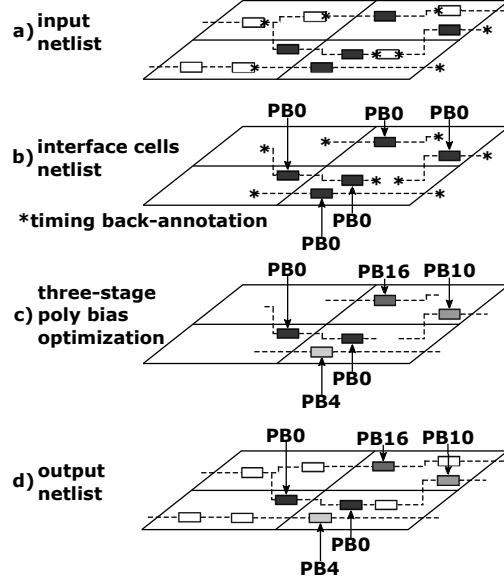 a) input
netlist
PB0 PB0 PB0
b) interface cells
netlist
*timing back-annotation
PB0
PB0
PB0 PB16 PB10
c) three-stage
poly bias
optimization
PB0
PB4
PB0 PB16 PB10
d) output
netlist
PB0
PB4